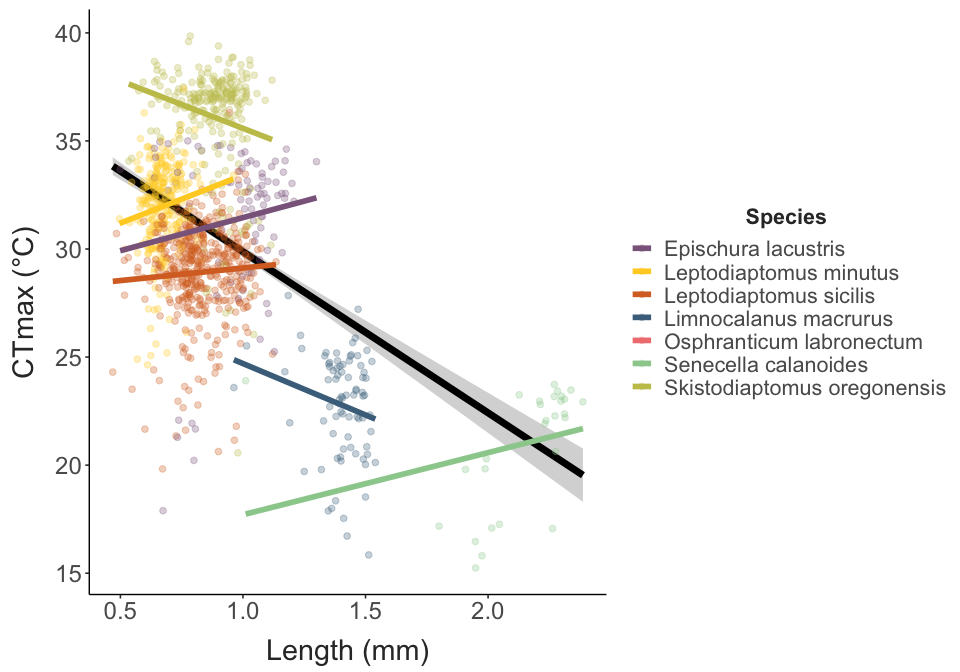 40
35
30
25
20
15
CTmax (°C)
0.5 1.0 1.5 2.0
Length (mm)
Species
Epischura lacustris
Leptodiaptomus minutus
Leptodiaptomus sicilis
Limnocalanus macrurus
Osphranticum labronectum
Senecella calanoides
Skistodiaptomus oregonensis